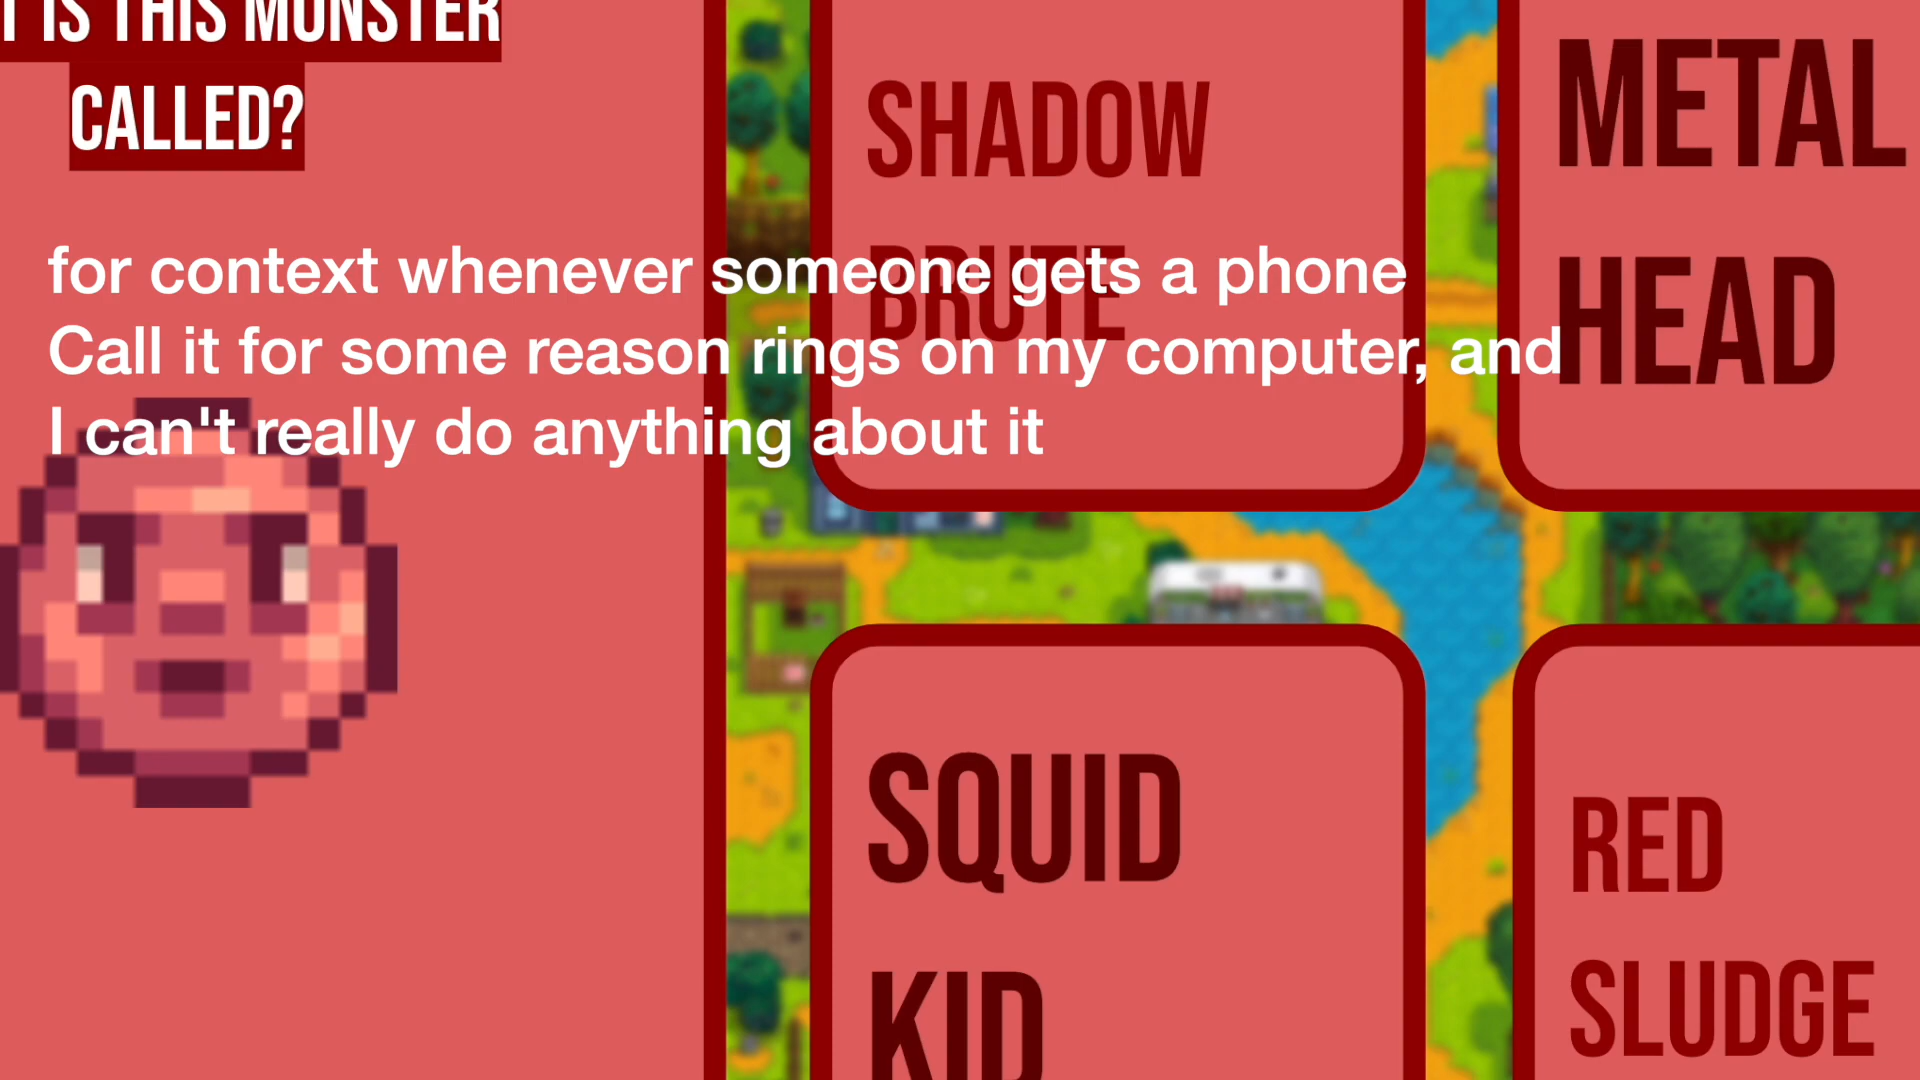 T IS THIS MONSTER
CALLED?
for context whenever someone gets a phone
Call it for some reason rings on my computer, and
I can't really do anything about it
SHADOW
BRUTE
METAL
HEAD
SQUID
KID
RED
SLUDGE